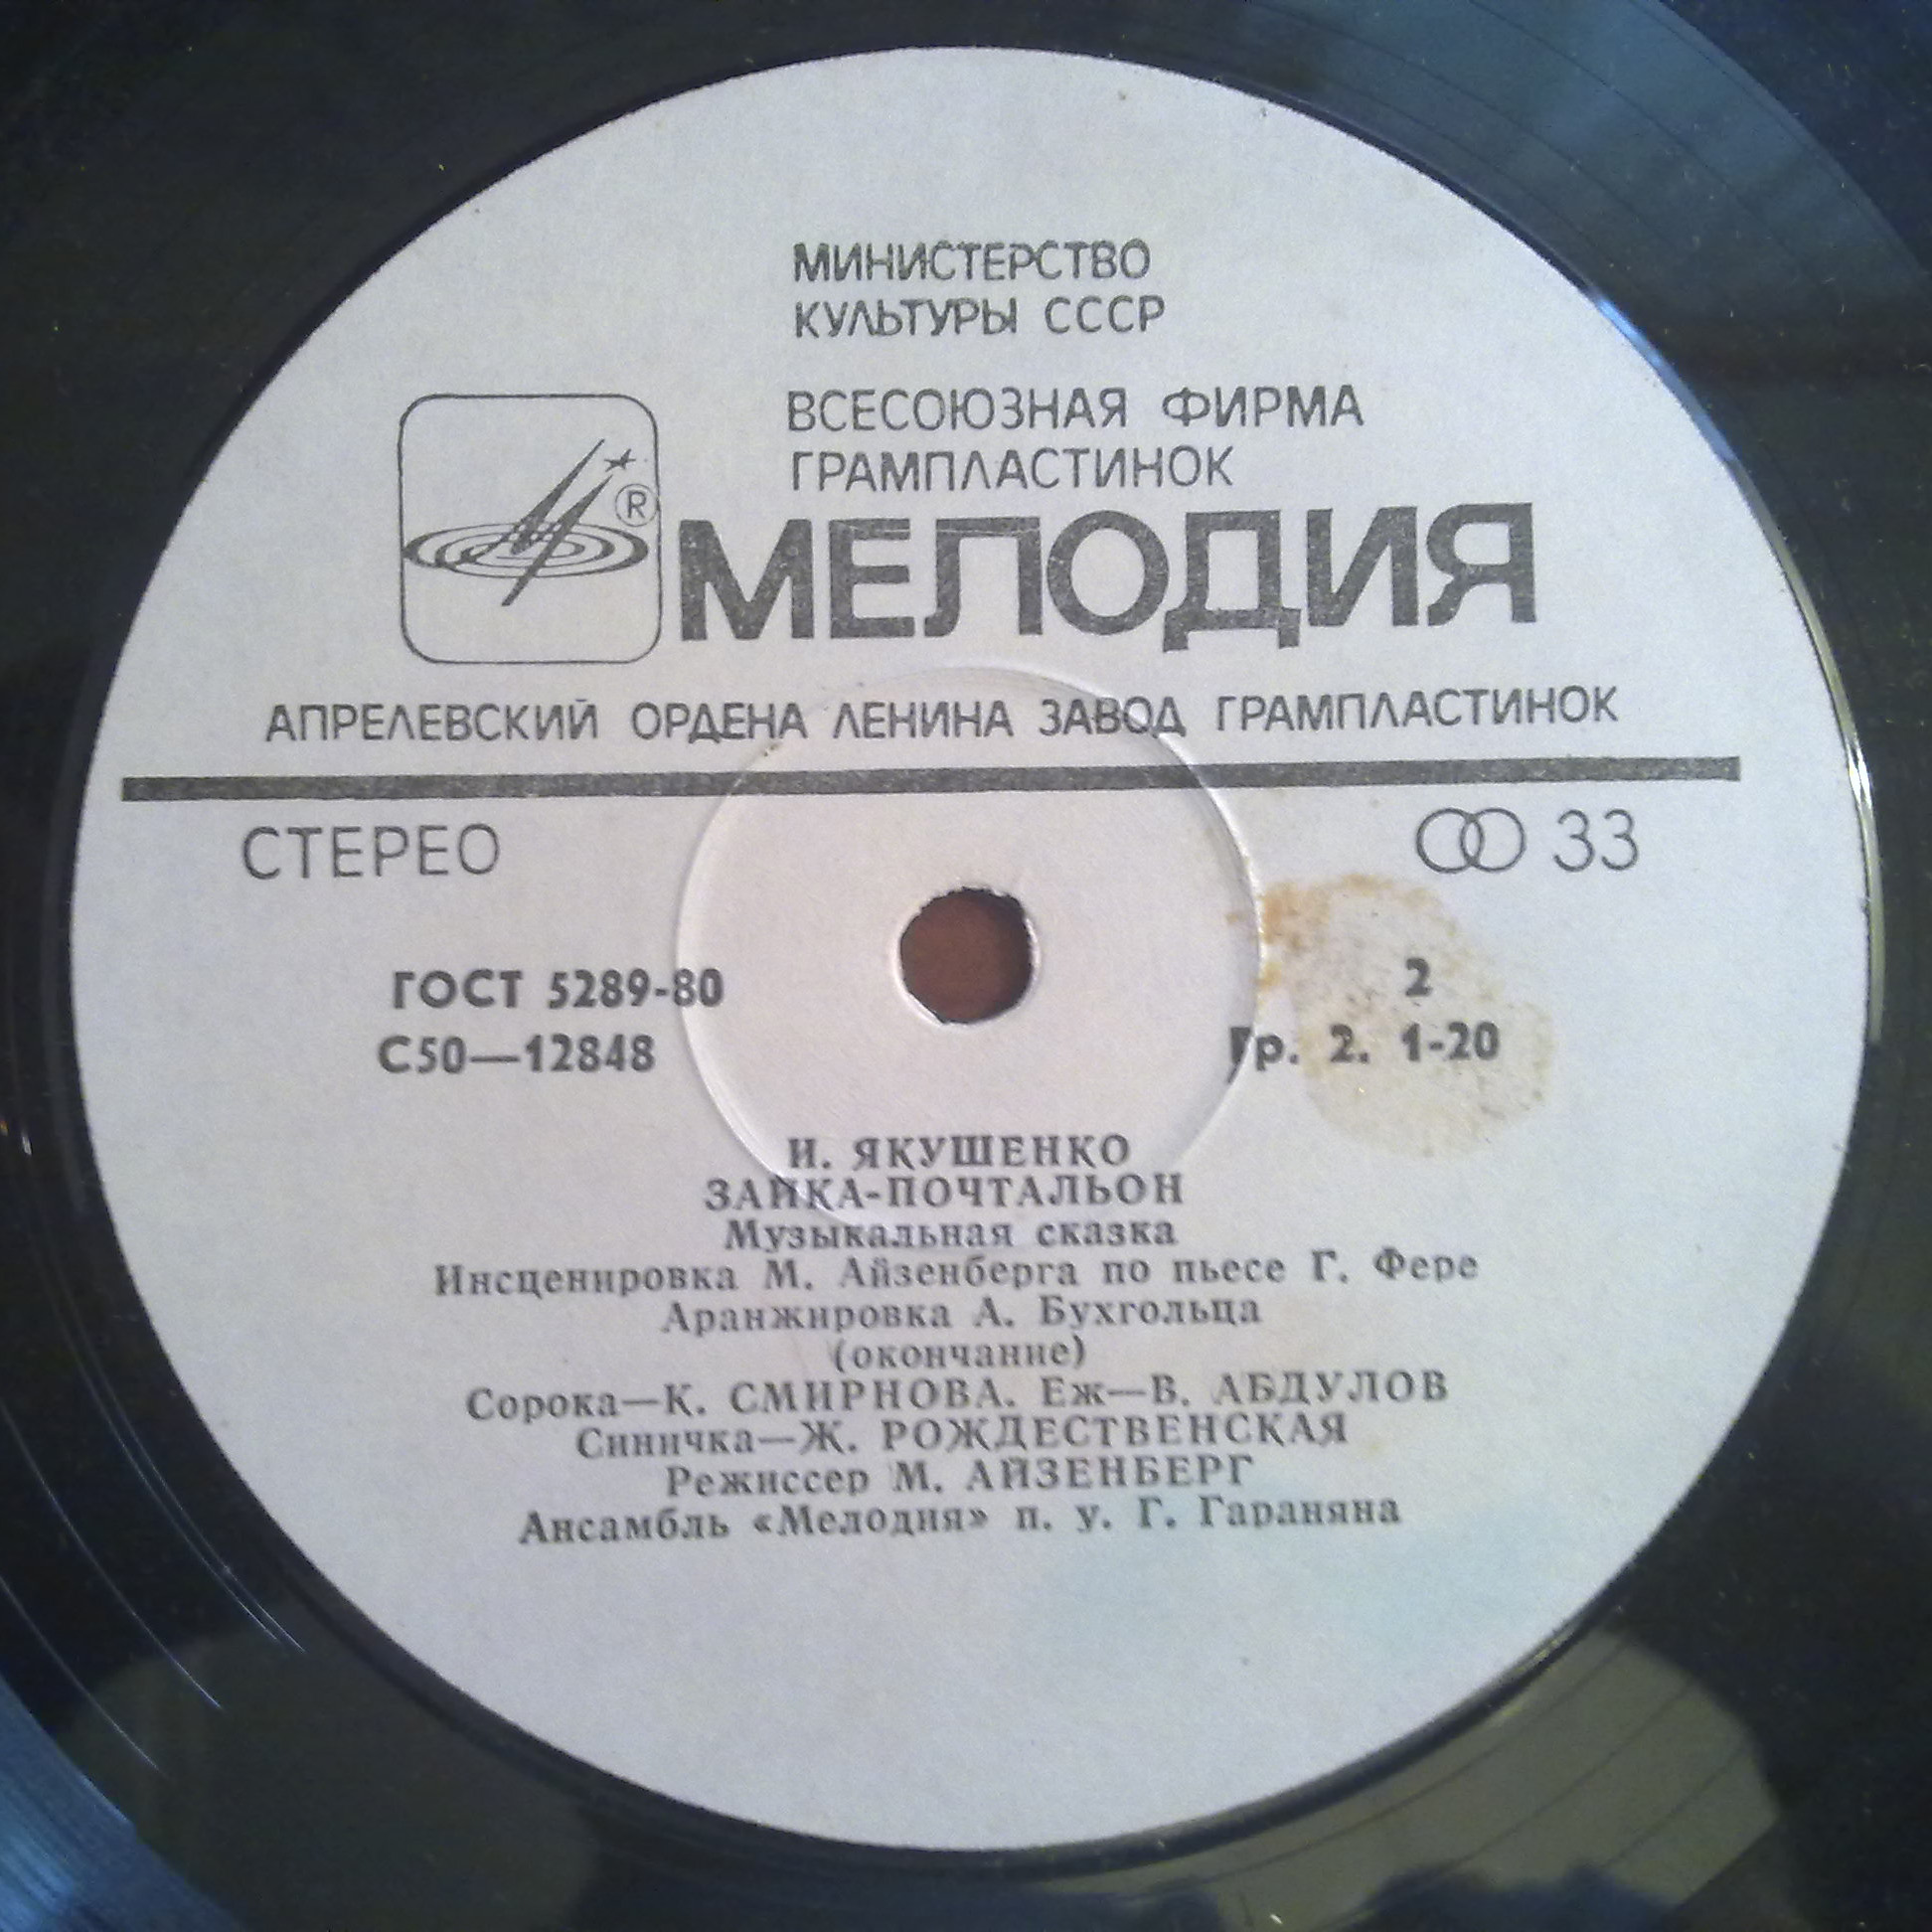 МИНИСТЕРСТВО
КУЛЬТУРЫ СССР
ВСЕСОЮЗНАЯ ФИРМА
ГРАМПЛАСТИНОК
®
МЕЛОДИЯ
АПРЕЛЕВСКИЙ ОРДЕНА ЛЕНИНА ЗАВОД ГРАМПЛАСТИНОК
СТЕРЕО 33
ГОСТ 5289-80 2
С50—12848 Гр. 2. 1-20
И. ЯКУШЕНКО
ЗАЙКА-ПОЧТАЛЬОН
Музыкальная сказка
Инсценировка М. Айзенберга по пьесе Г. Фере
Аранжировка А. Бухгольца
(окончание)
Сорока—К. СМИРНОВА. Еж—В. АБДУЛОВ
Синичка—Ж. РОЖДЕСТВЕНСКАЯ
Режиссер М. АЙЗЕНБЕРГ
Ансамбль «Мелодия» п. у. Г. Гараняна